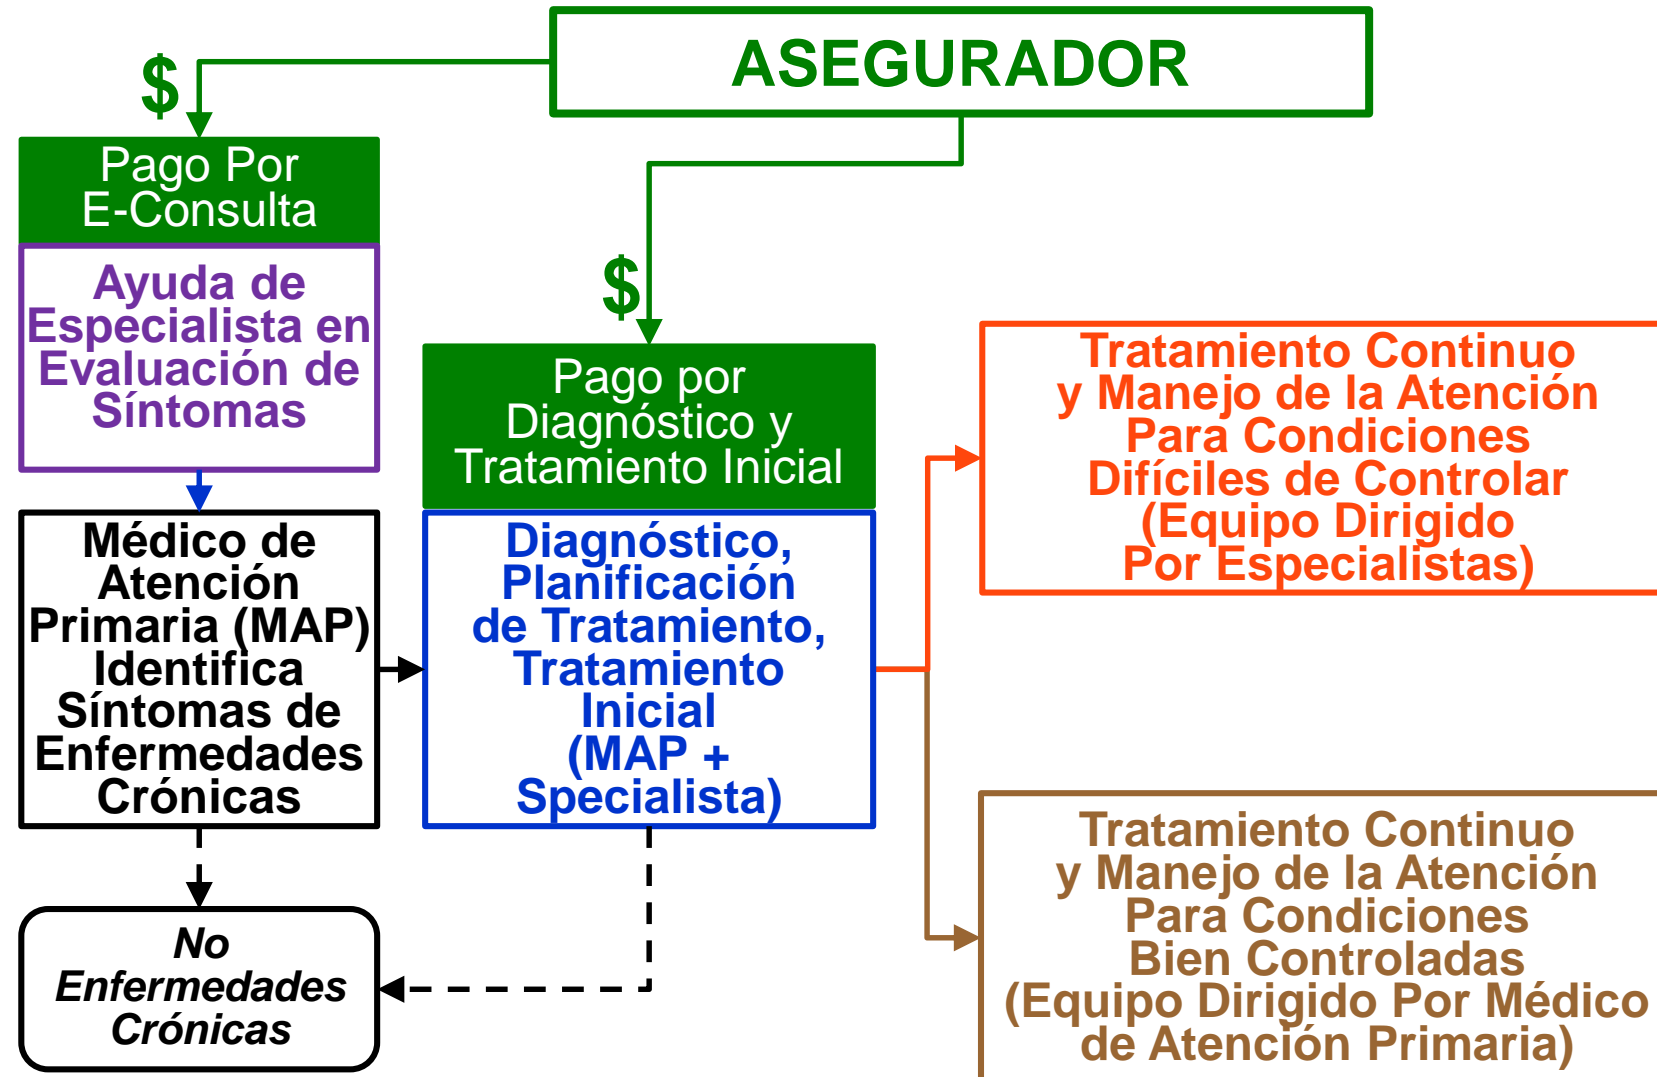 ASEGURADOR
$
Pago Por
E-Consulta
Ayuda de
Especialista en
Evaluación de
Síntomas
Médico de
Atención
Primaria (MAP)
Identifica
Síntomas de
Enfermedades
Crónicas
No
Enfermedades
Crónicas
$
Pago por
Diagnóstico y
Tratamiento Inicial
Diagnóstico,
Planificación
de Tratamiento,
Tratamiento
Inicial
(MAP +
Specialista)
Tratamiento Continuo
y Manejo de la Atención
Para Condiciones
Difíciles de Controlar
(Equipo Dirigido
Por Especialistas)
Tratamiento Continuo
y Manejo de la Atención
Para Condiciones
Bien Controladas
(Equipo Dirigido Por Médico
de Atención Primaria)